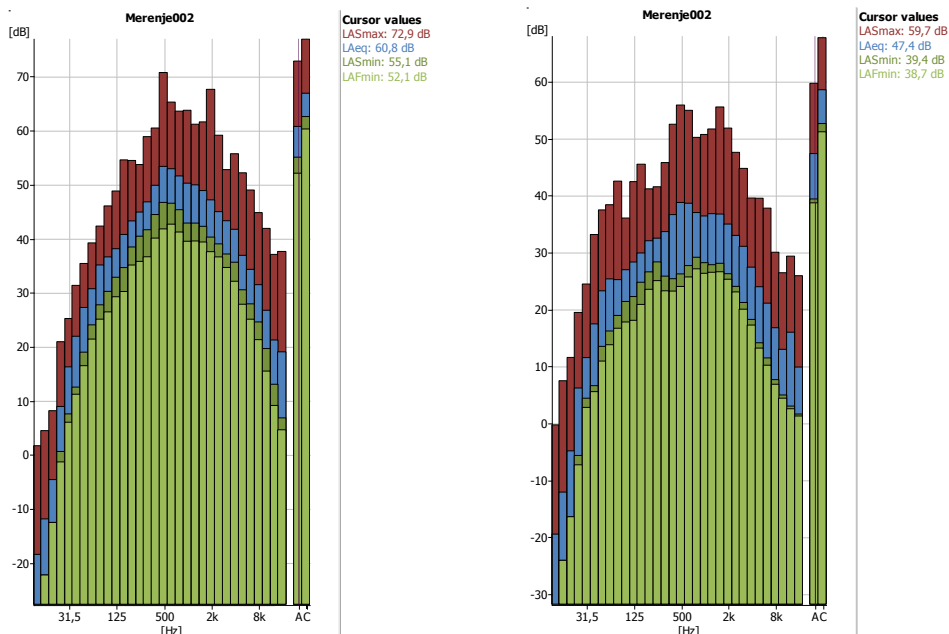 Merenje002
[dB]
70
60
50
40
30
20
10
0
-10
-20
31,5 125 500 2k 8k AC
[Hz]
Cursor values
LASmax: 72,9 dB
LAeq: 60,8 dB
LASmin: 55,1 dB
LAFmin: 52,1 dB
Merenje002
[dB]
60
50
40
30
20
10
0
-10
-20
-30
31,5 125 500 2k 8k AC
[Hz]
Cursor values
LASmax: 59,7 dB
LAeq: 47,4 dB
LASmin: 39,4 dB
LAFmin: 38,7 dB